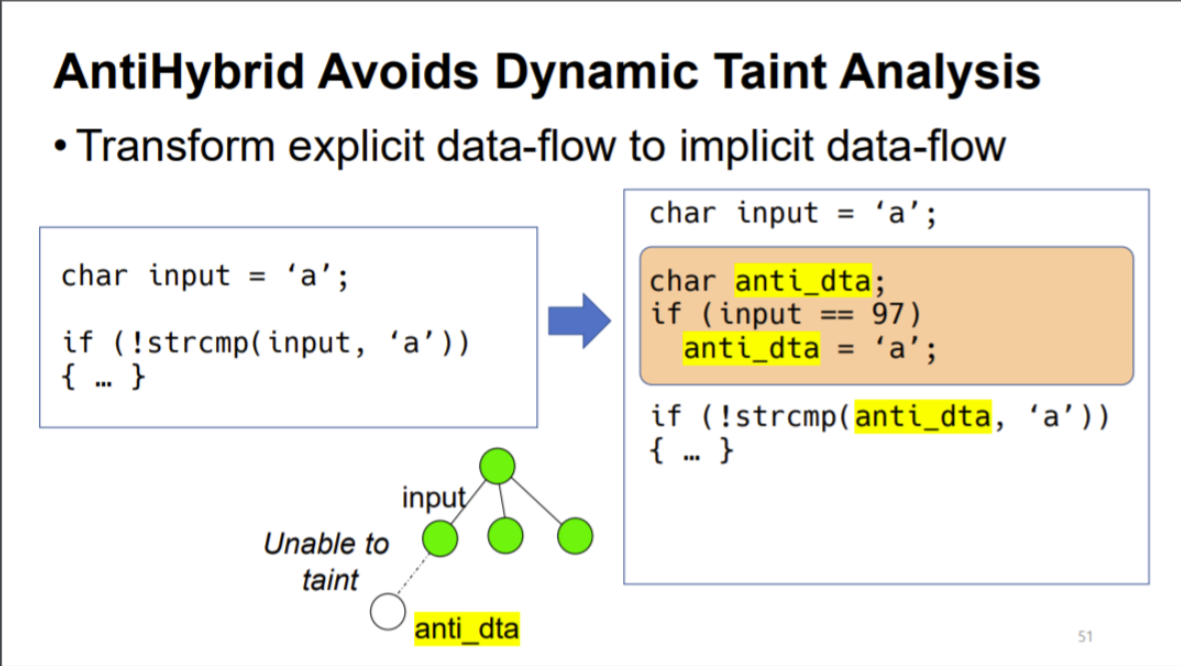 AntiHybrid Avoids Dynamic Taint Analysis
• Transform explicit data-flow to implicit data-flow
char input = ‘a’;
if (!strcmp(input, ‘a’))
{ … }
char input = ‘a’;
char anti_dta;
if (input == 97)
anti_dta = ‘a’;
if (!strcmp(anti_dta, ‘a’))
{ … }
input
Unable to
taint
anti_dta
51